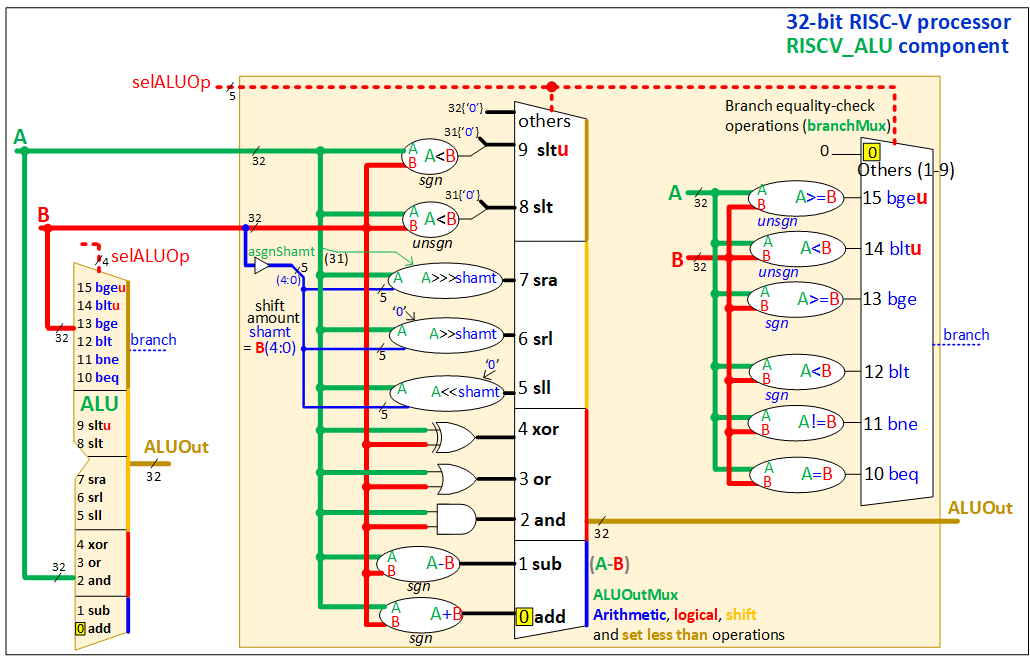 32-bit RISC-V processor
RISCV_ALU component
selALUOp
5
A
32
B
32
selALUOp
4
15 bgeu
14 bltu
13 bge
12 blt
11 bne
10 beq
32
branch
ALU
9 sltu
8 slt
ALUOut
32
7 sra
6 srl
5 sll
4 xor
3 or
2 and
32
1 sub
0 add
32{‘0’}
others
31{‘0’}
A
B
A<B
sgn
9 sltu
31{‘0’}
A
B
A<B
unsgn
8 slt
asgnShamt
(31)
5
(4:0)
A
A>>>shamt
5
7 sra
shift
amount
shamt
= B(4:0)
‘0’
A
A>>shamt
5
6 srl
‘0’
A
A<<shamt
5
5 sll
4 xor
3 or
2 and
A
B
A-B
sgn
1 sub
(A-B)
A
B
A+B
sgn
0 add
32
ALUOut
ALUOutMux
Arithmetic, logical, shift
and set less than operations
Branch equality-check
operations (branchMux)
0
0
Others (1-9)
A
32
B
32
A
B
A>=B
unsgn
15 bgeu
A
B
A<B
unsgn
14 bltu
A
B
A>=B
sgn
13 bge
branch
A
B
A<B
sgn
12 blt
A
B
A!=B
11 bne
A
B
A=B
10 beq